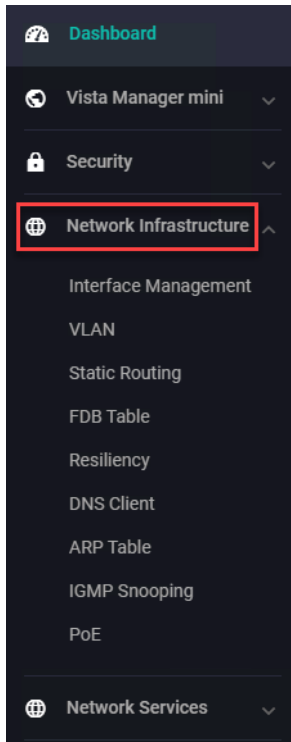 Dashboard
Vista Manager mini
Security
Network Infrastructure
Interface Management
VLAN
Static Routing
FDB Table
Resiliency
DNS Client
ARP Table
IGMP Snooping
PoE
Network Services